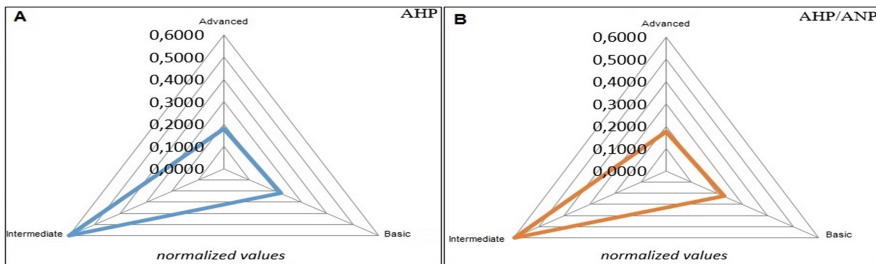 A
AHP
Advanced
0,6000
0,5000
0,4000
0,3000
0,2000
0,1000
0,0000
Intermediate
Basic
normalized values
B
AHP/ANP
Advanced
0,6000
0,5000
0,4000
0,3000
0,2000
0,1000
0,0000
Intermediate
Basic
normalized values